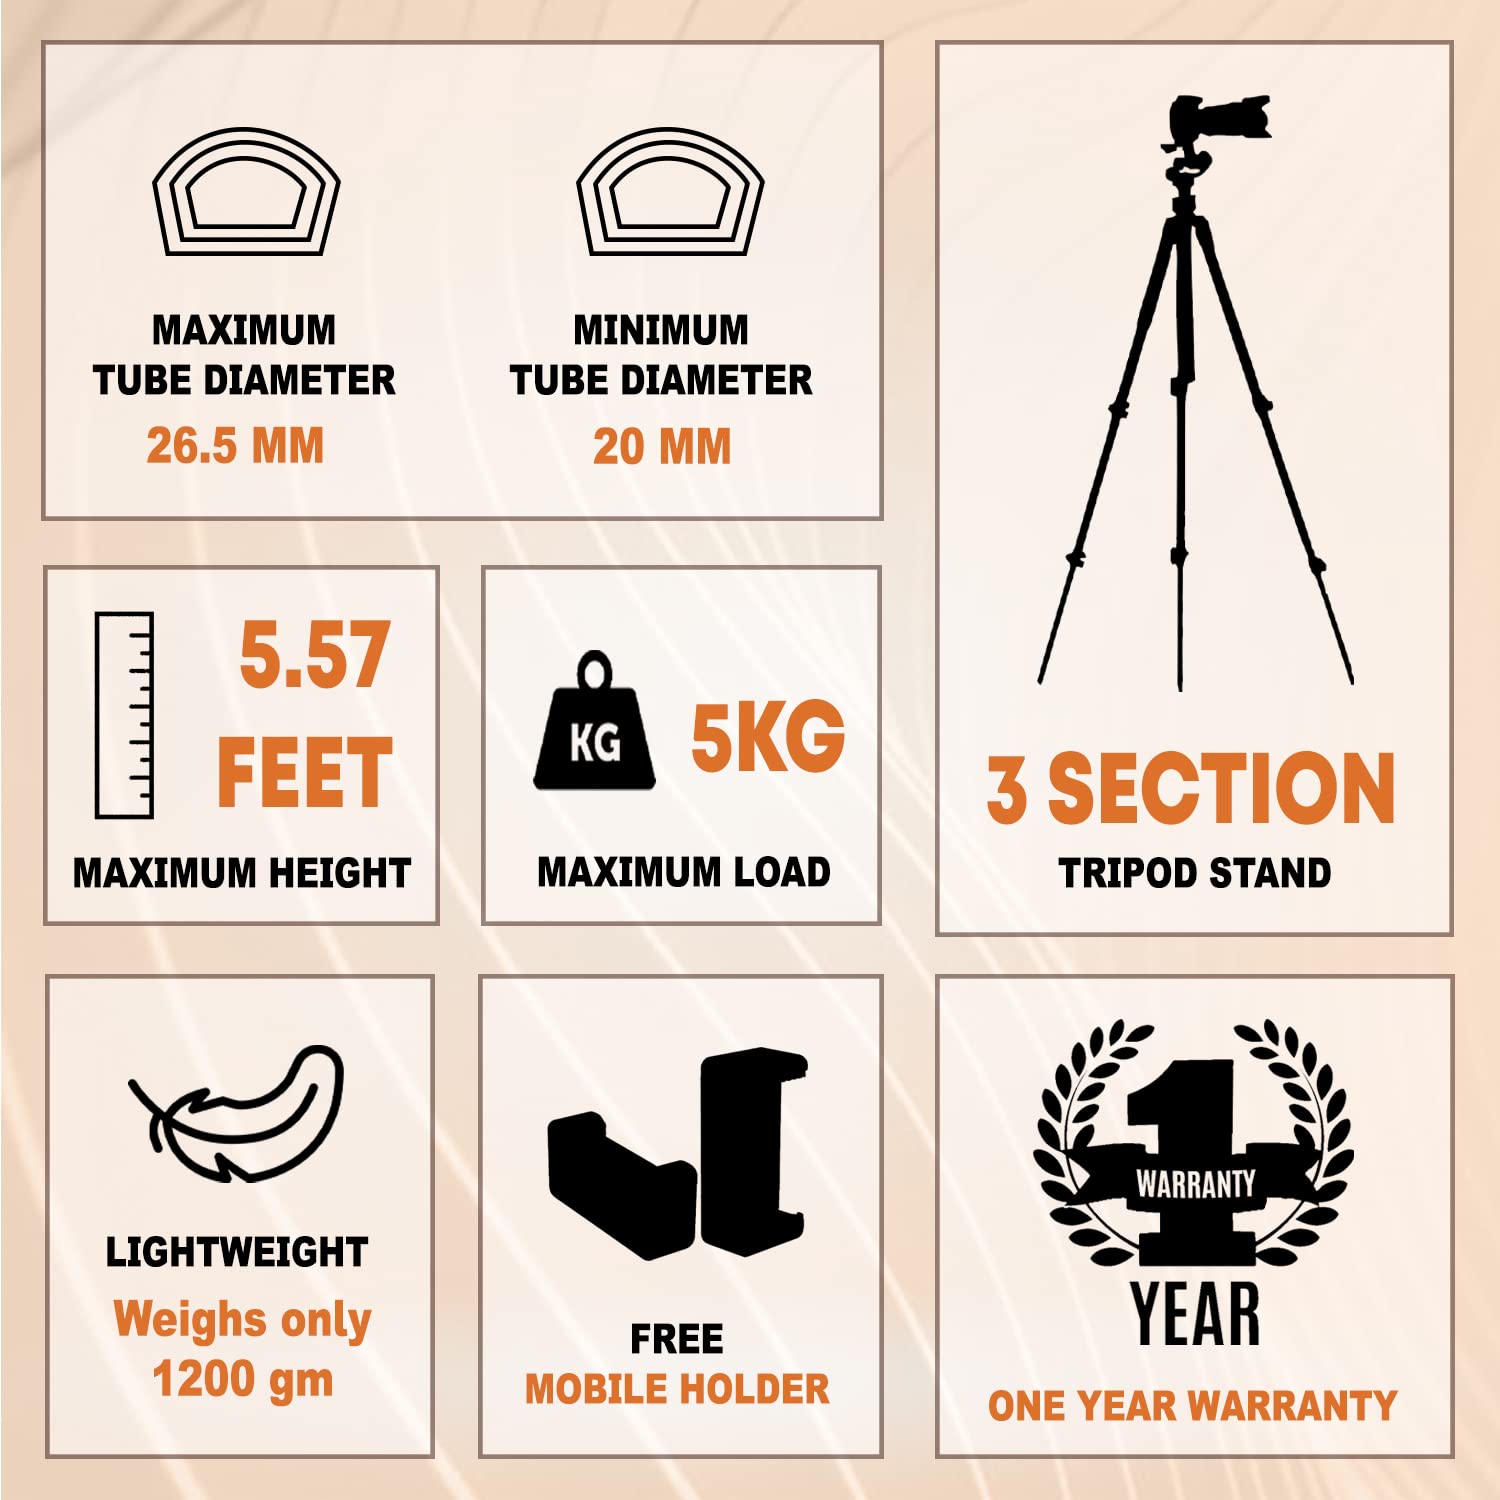 MAXIMUM
TUBE DIAMETER
26.5 MM
MINIMUM
TUBE DIAMETER
20 MM
5.57
FEET
MAXIMUM HEIGHT
KG
5KG
MAXIMUM LOAD
3 SECTION
TRIPOD STAND
LIGHTWEIGHT
Weighs only
1200 gm
FREE
MOBILE HOLDER
1
WARRANTY
YEAR
ONE YEAR WARRANTY